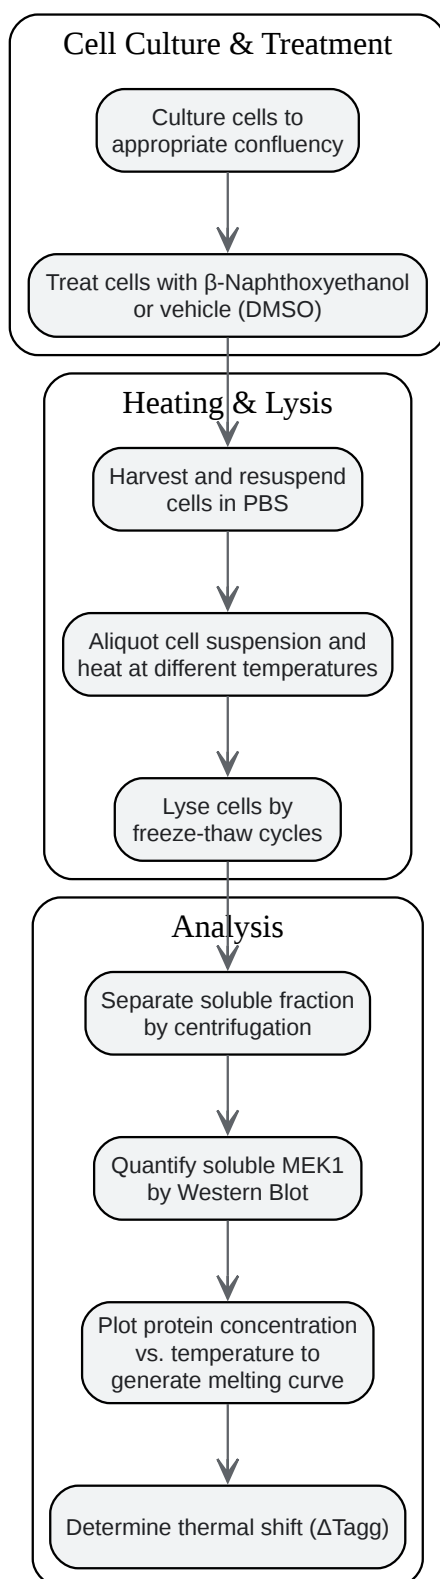 Cell Culture & Treatment
Culture cells to
appropriate confluency
Treat cells with β-Naphthoxyethanol
or vehicle (DMSO)
Heating & Lysis
Harvest and resuspend
cells in PBS
Aliquot cell suspension and
heat at different temperatures
Lyse cells by
freeze-thaw cycles
Analysis
Separate soluble fraction
by centrifugation
Quantify soluble MEK1
by Western Blot
Plot protein concentration
vs. temperature to
generate melting curve
Determine thermal shift (ΔTagg)